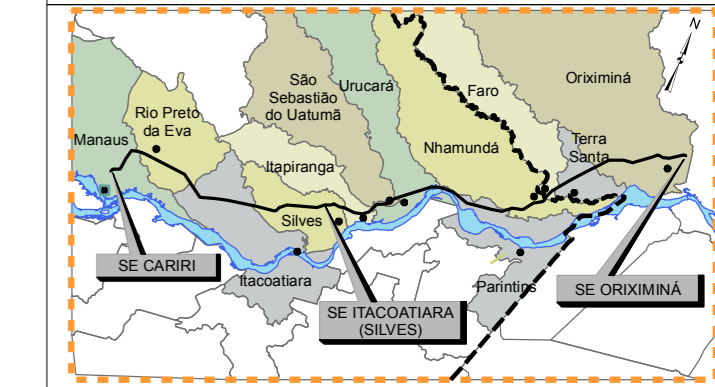 N
São
Sebastião
do Uatumã
Urucará
Faro
Oriximiná
Rio Preto
da Eva
Manaus
Nhamundá
Terra
Santa
Itapiranga
Silves
SE CARIRI
Itacoatiara
Parintins
SE ORIXIMINÁ
SE ITACOATIARA
(SILVES)